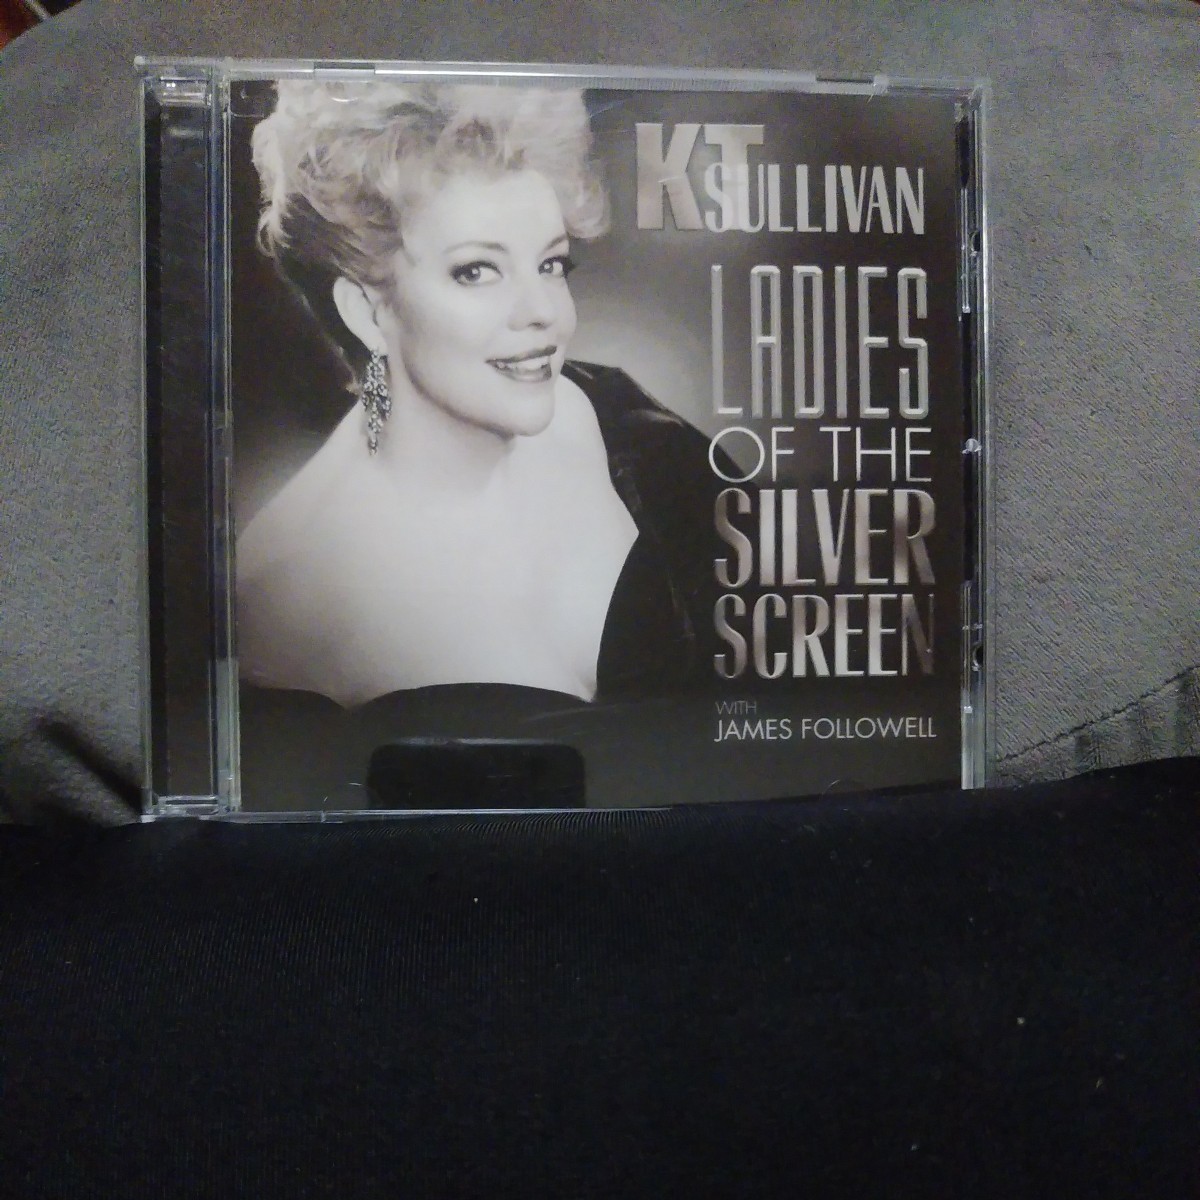 KT
SULLIVAN
LADIES
OF THE
SILVER
SCREEN
WITH
JAMES FOLLOWELL